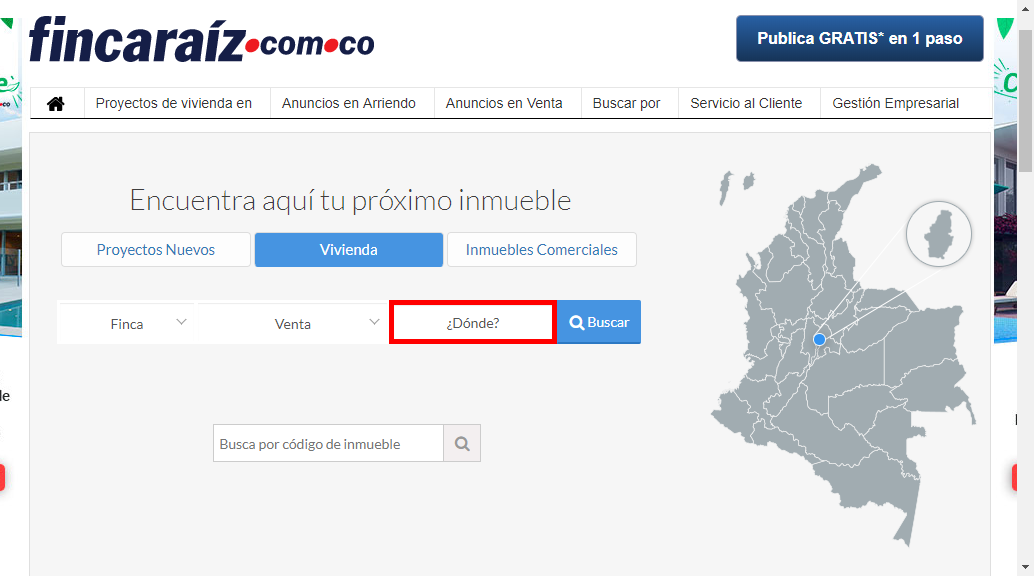 fincaraíz.com.co
Publica GRATIS* en 1 paso
Proyectos de vivienda en
Anuncios en Arriendo
Anuncios en Venta
Buscar por
Servicio al Cliente
Gestión Empresarial
Encuentra aquí tu próximo inmueble
Proyectos Nuevos
Vivienda
Inmuebles Comerciales
Finca
Venta
¿Dónde?
Buscar
Busca por código de inmueble